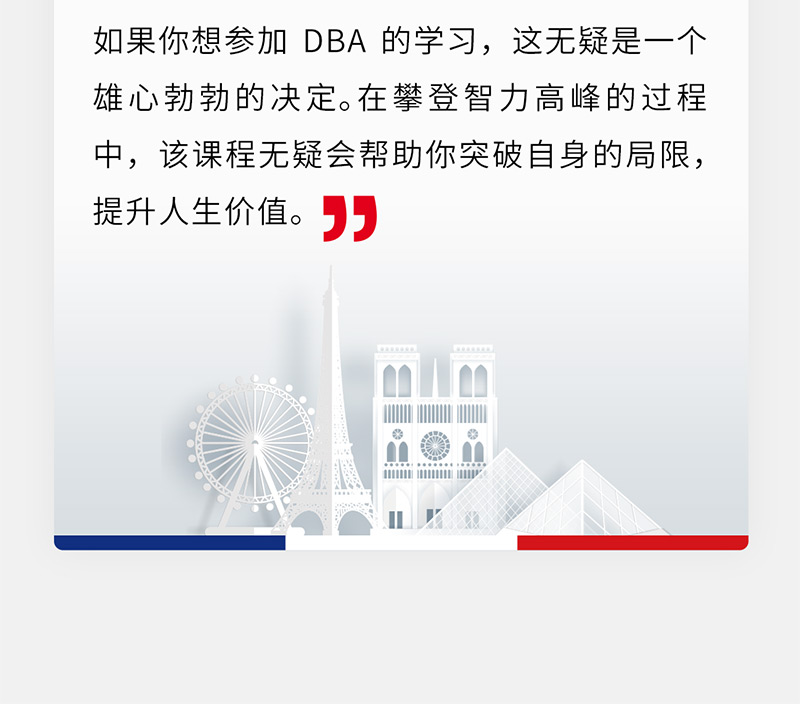 如果你想参加 DBA 的学习，这无疑是一个
雄心勃勃的决定。在攀登智力高峰的过程
中，该课程无疑会帮助你突破自身的局限，
提升人生价值。”